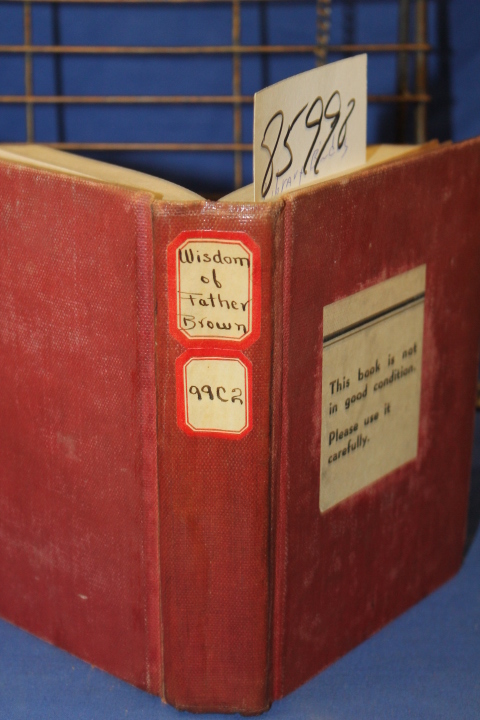 85998
Wisdom
of
Father
Brown
99C2
This book is not
in good condition.
Please use it
carefully.